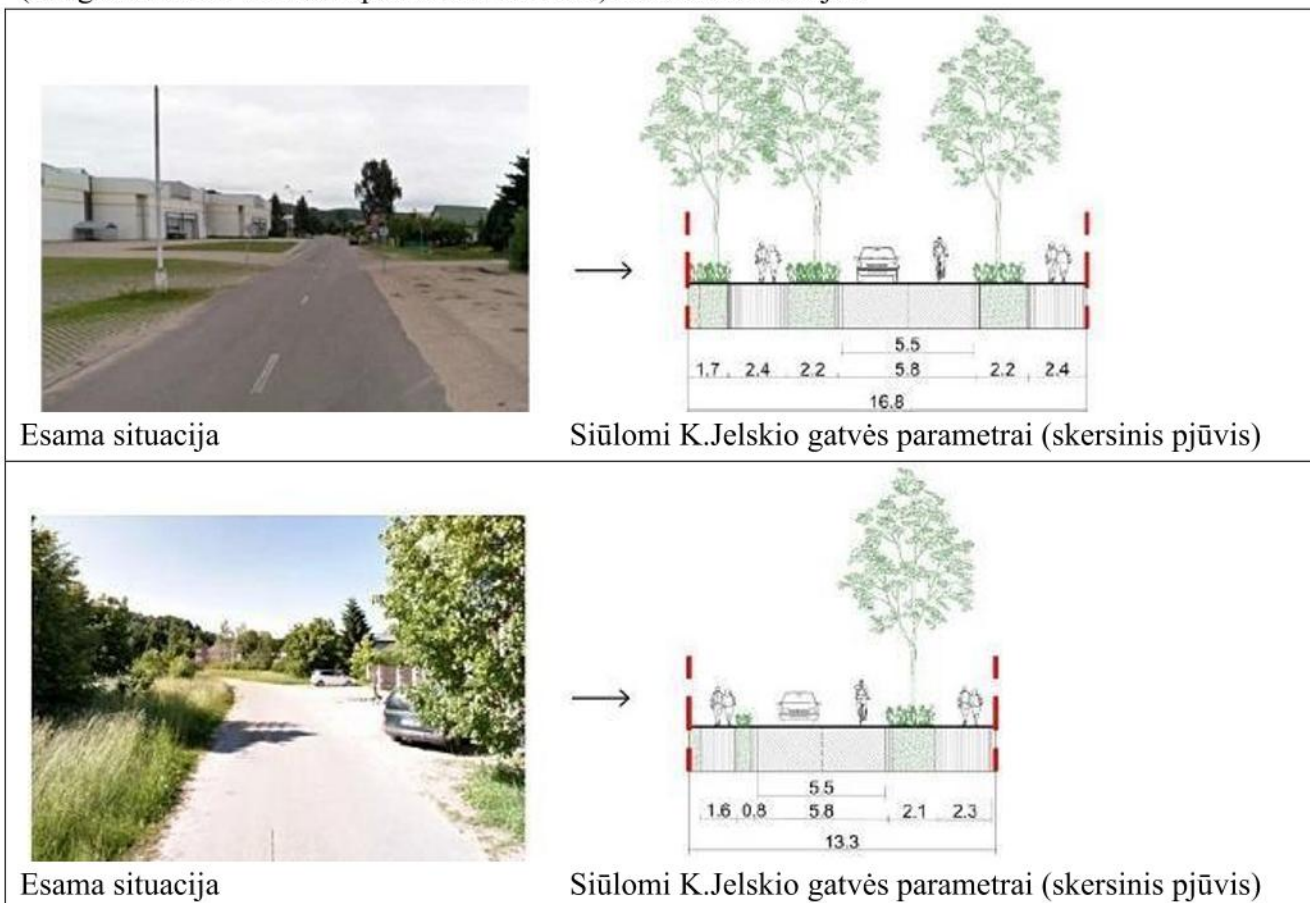 5.5
1.7 2.4 2.2 5.8 2.2 2.4
16.8
Esama situacija Siūlomi K.Jelskio gatvės parametrai (skersinis pjūvis)
5.5
1.6 0.8 5.8 2.1 2.3
13.3
Esama situacija Siūlomi K.Jelskio gatvės parametrai (skersinis pjūvis)